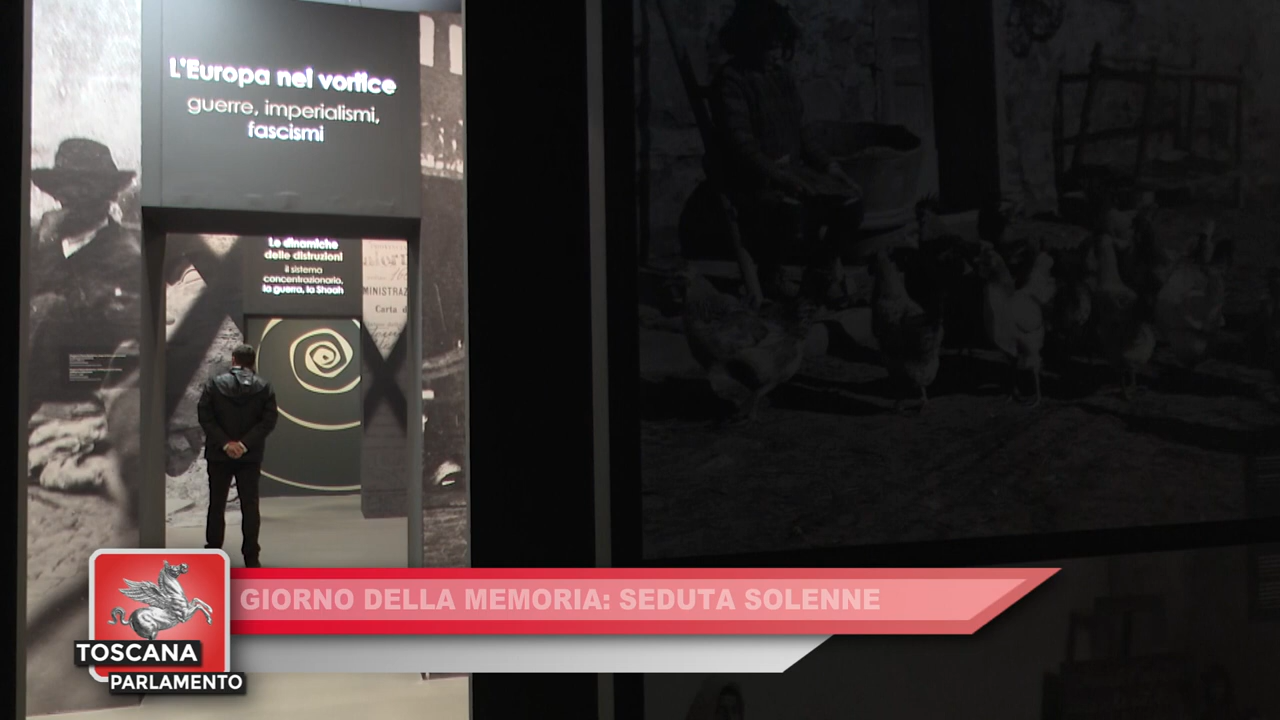 L'Europa nel vortice
guerre, imperialismi,
fascismi
Le dinamiche
delle distruzioni
il sistema
concentrazionario,
la guerra, la Shoah
MINISTRAZ
Carta d
GIORNO DELLA MEMORIA: SEDUTA SOLENNE
TOSCANA
PARLAMENTO